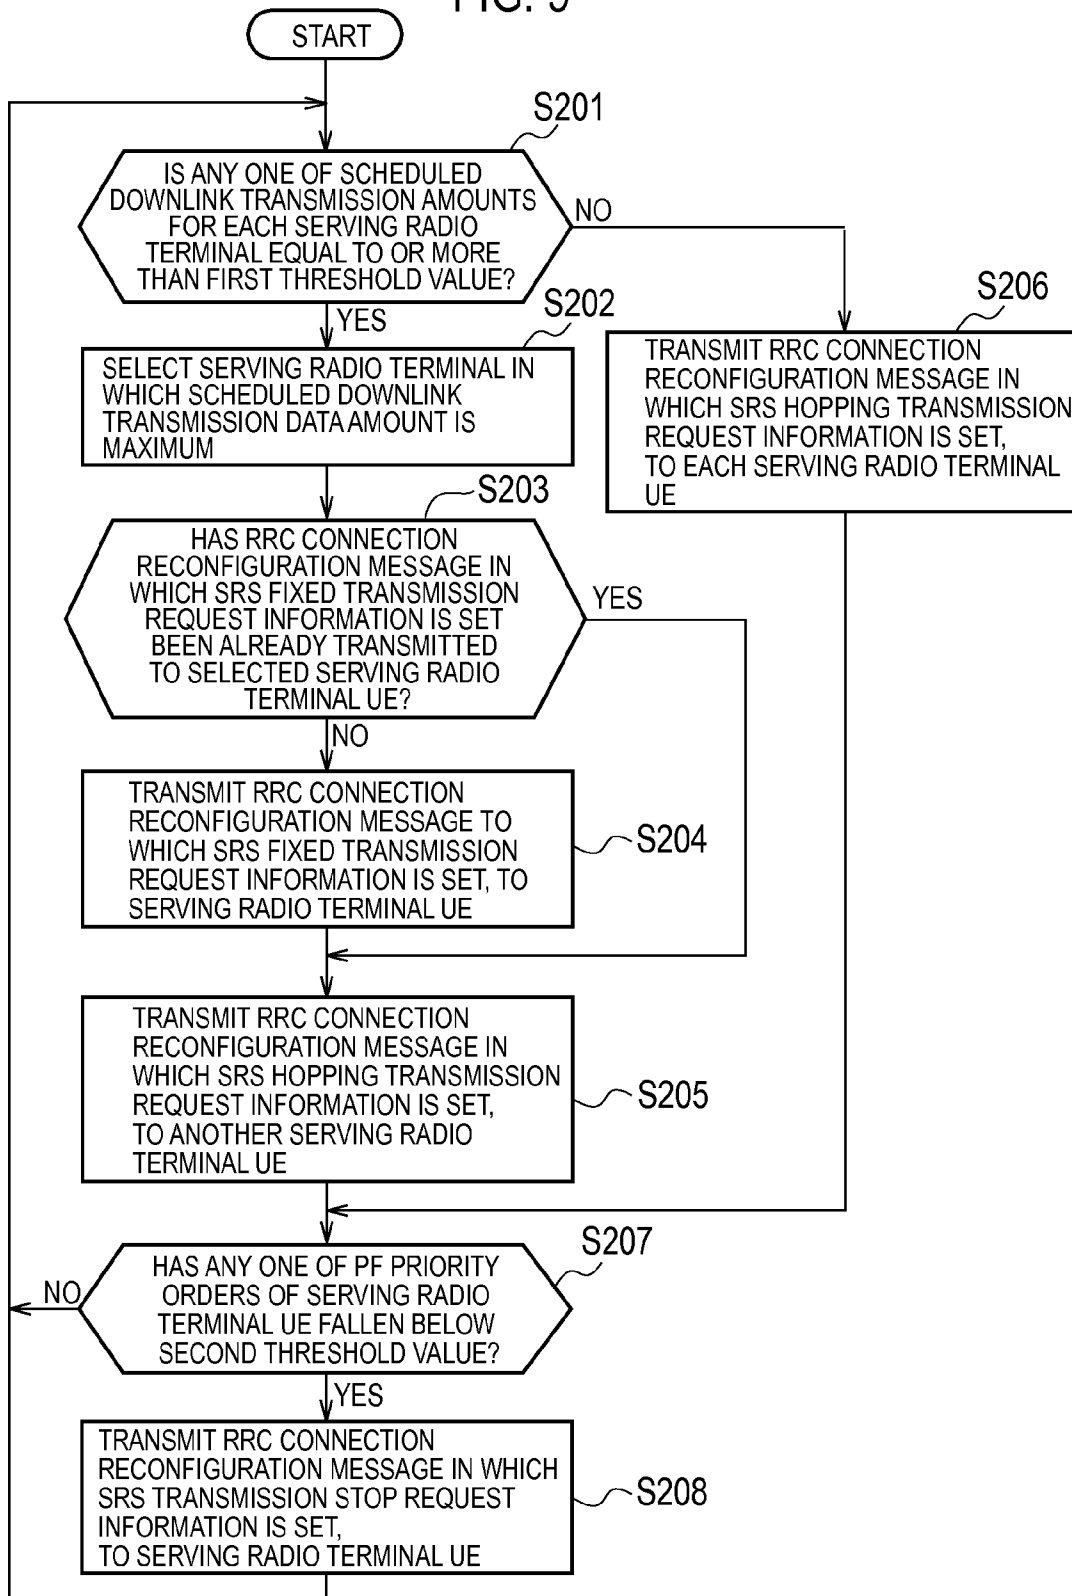 FIG. 9
START
S201
IS ANY ONE OF SCHEDULED
DOWNLINK TRANSMISSION AMOUNTS
FOR EACH SERVING RADIO
TERMINAL EQUAL TO OR MORE
THAN FIRST THRESHOLD VALUE?
NO
YES
S202
SELECT SERVING RADIO TERMINAL IN
WHICH SCHEDULED DOWNLINK
TRANSMISSION DATA AMOUNT IS
MAXIMUM
S206
TRANSMIT RRC CONNECTION
RECONFIGURATION MESSAGE IN
WHICH SRS HOPPING TRANSMISSION
REQUEST INFORMATION IS SET,
TO EACH SERVING RADIO TERMINAL
UE
S203
HAS RRC CONNECTION
RECONFIGURATION MESSAGE IN
WHICH SRS FIXED TRANSMISSION
REQUEST INFORMATION IS SET
BEEN ALREADY TRANSMITTED
TO SELECTED SERVING RADIO
TERMINAL UE?
YES
NO
TRANSMIT RRC CONNECTION
RECONFIGURATION MESSAGE TO
WHICH SRS FIXED TRANSMISSION
REQUEST INFORMATION IS SET, TO
SERVING RADIO TERMINAL UE
S204
TRANSMIT RRC CONNECTION
RECONFIGURATION MESSAGE IN
WHICH SRS HOPPING TRANSMISSION
REQUEST INFORMATION IS SET,
TO ANOTHER SERVING RADIO
TERMINAL UE
S205
S207
HAS ANY ONE OF PF PRIORITY
ORDERS OF SERVING RADIO
TERMINAL UE FALLEN BELOW
SECOND THRESHOLD VALUE?
NO
YES
TRANSMIT RRC CONNECTION
RECONFIGURATION MESSAGE IN WHICH
SRS TRANSMISSION STOP REQUEST
INFORMATION IS SET,
TO SERVING RADIO TERMINAL UE
S208